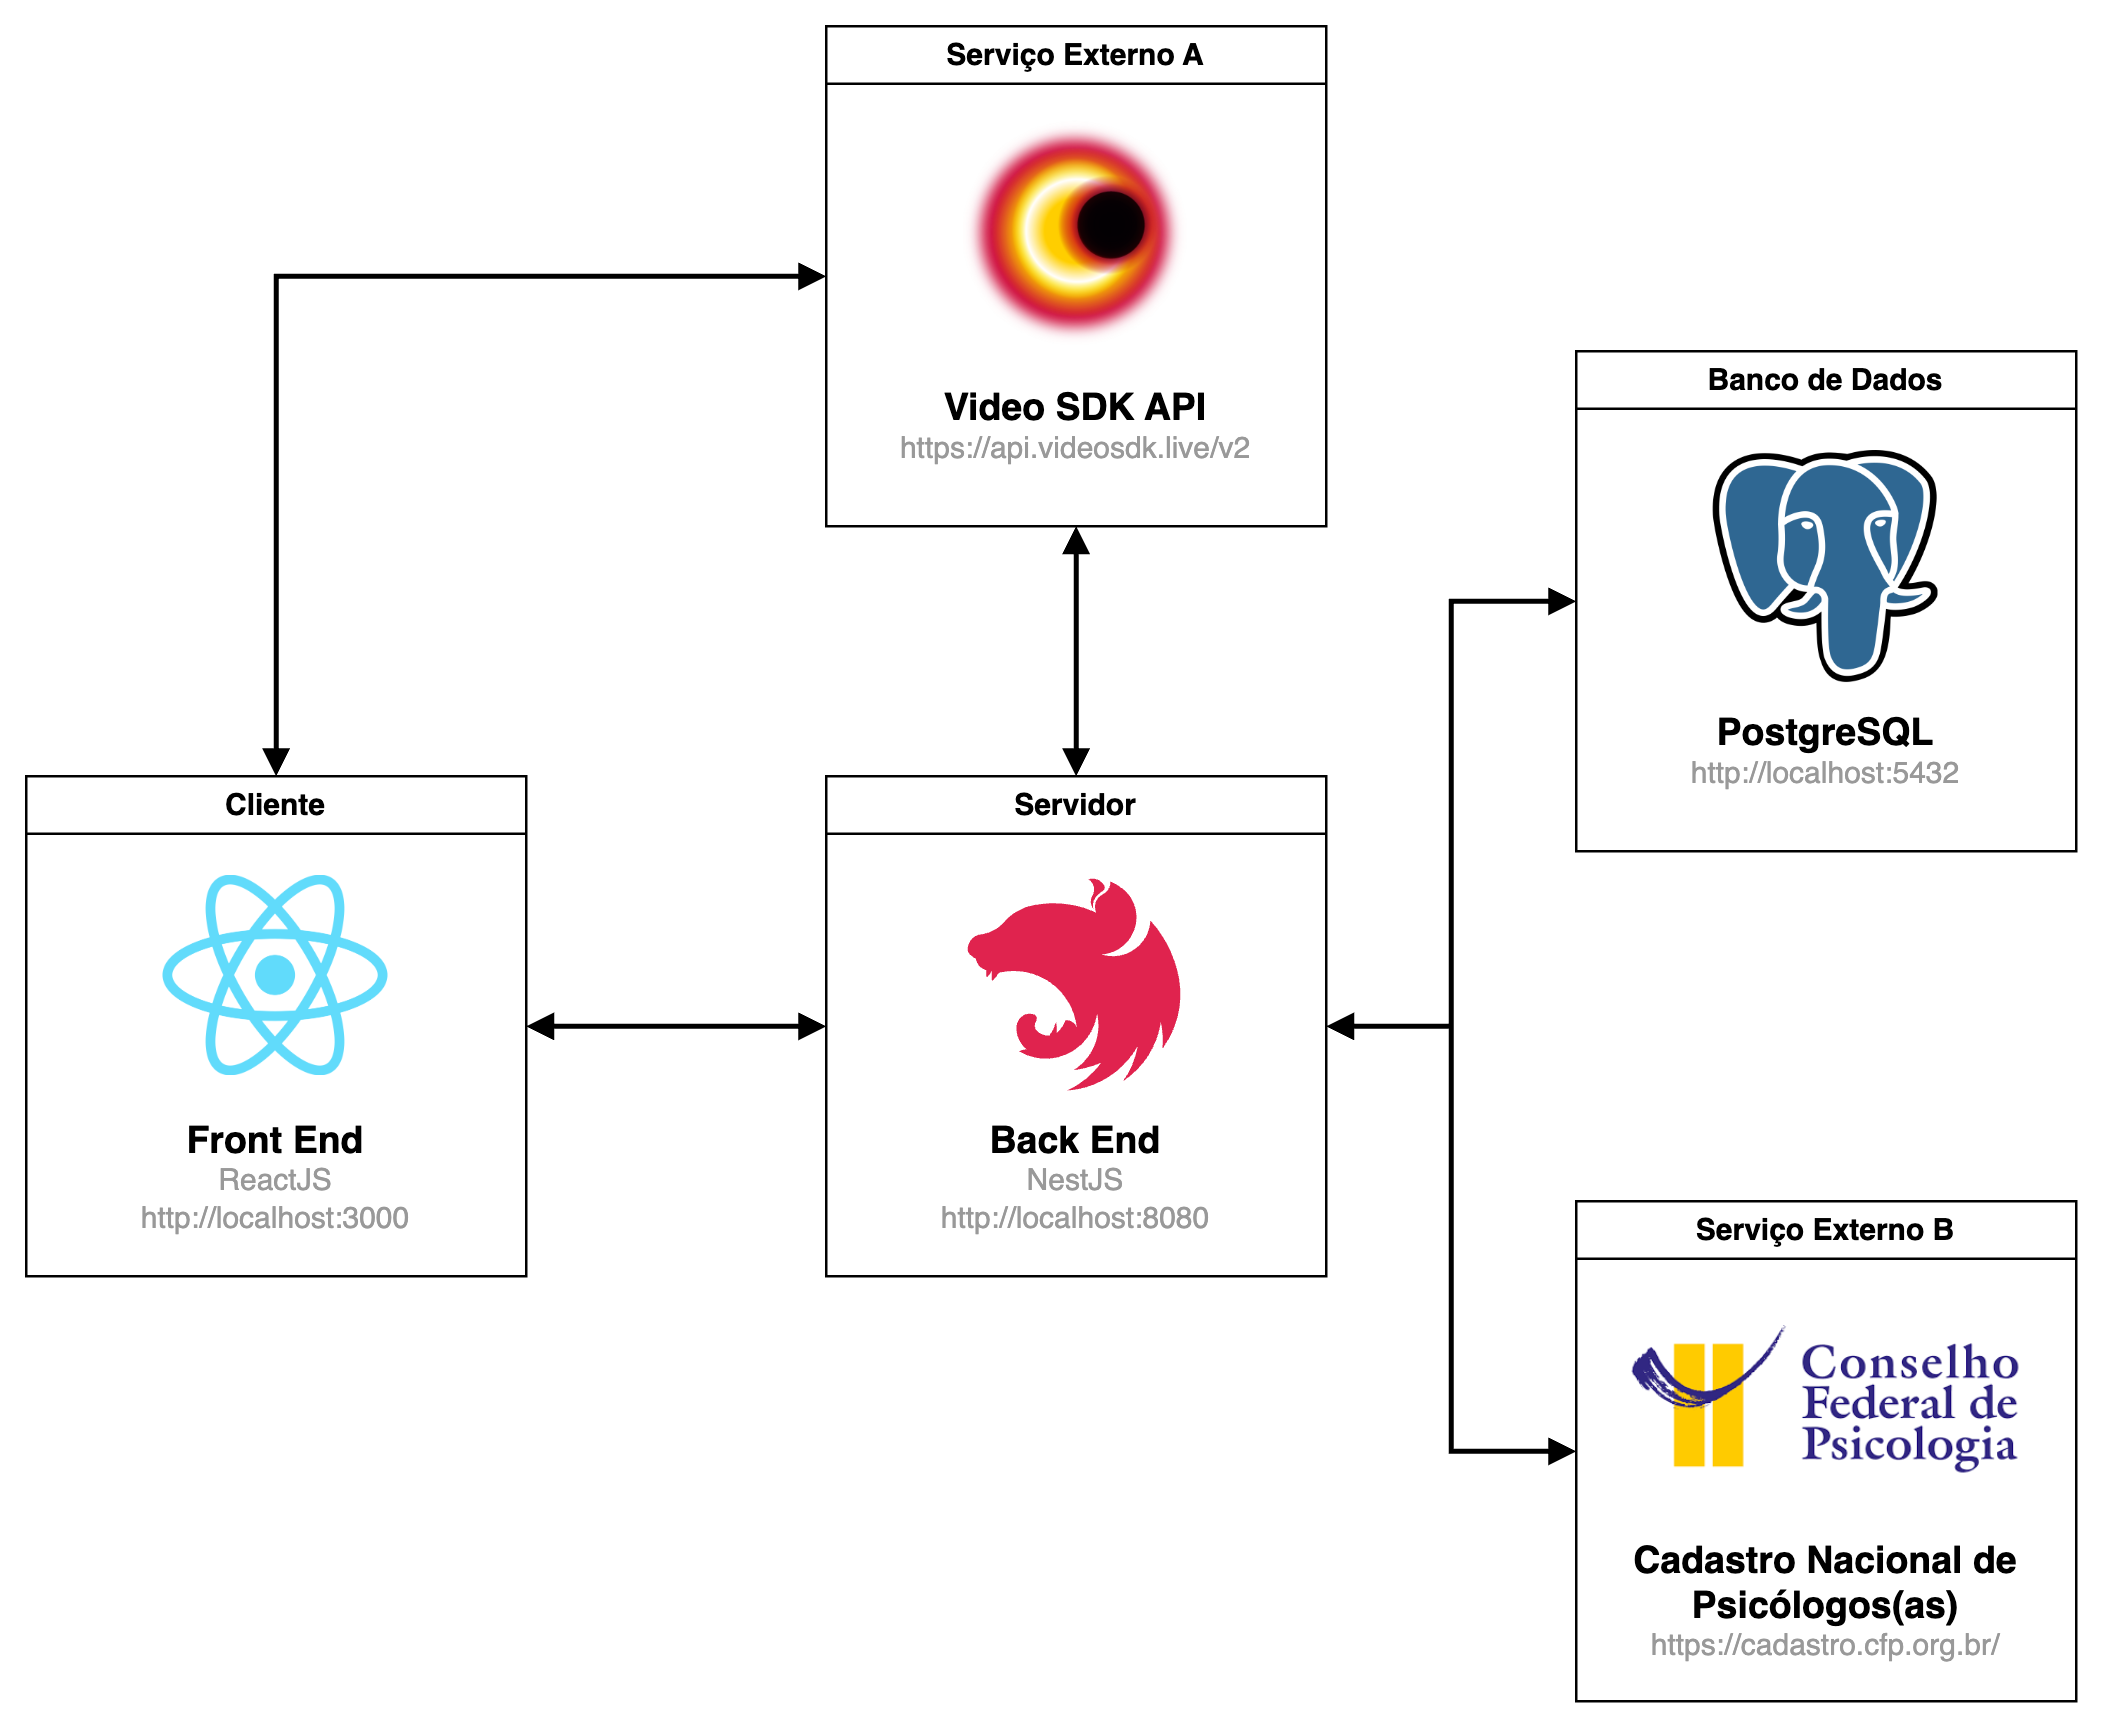 Serviço Externo A
Video SDK API
https://api.videosdk.live/v2
Banco de Dados
PostgreSQL
http://localhost:5432
Cliente
Front End
ReactJS
http://localhost:3000
Servidor
Back End
NestJS
http://localhost:8080
Serviço Externo B
Conselho
Federal de
Psicologia
Cadastro Nacional de
Psicólogos(as)
https://cadastro.cfp.org.br/